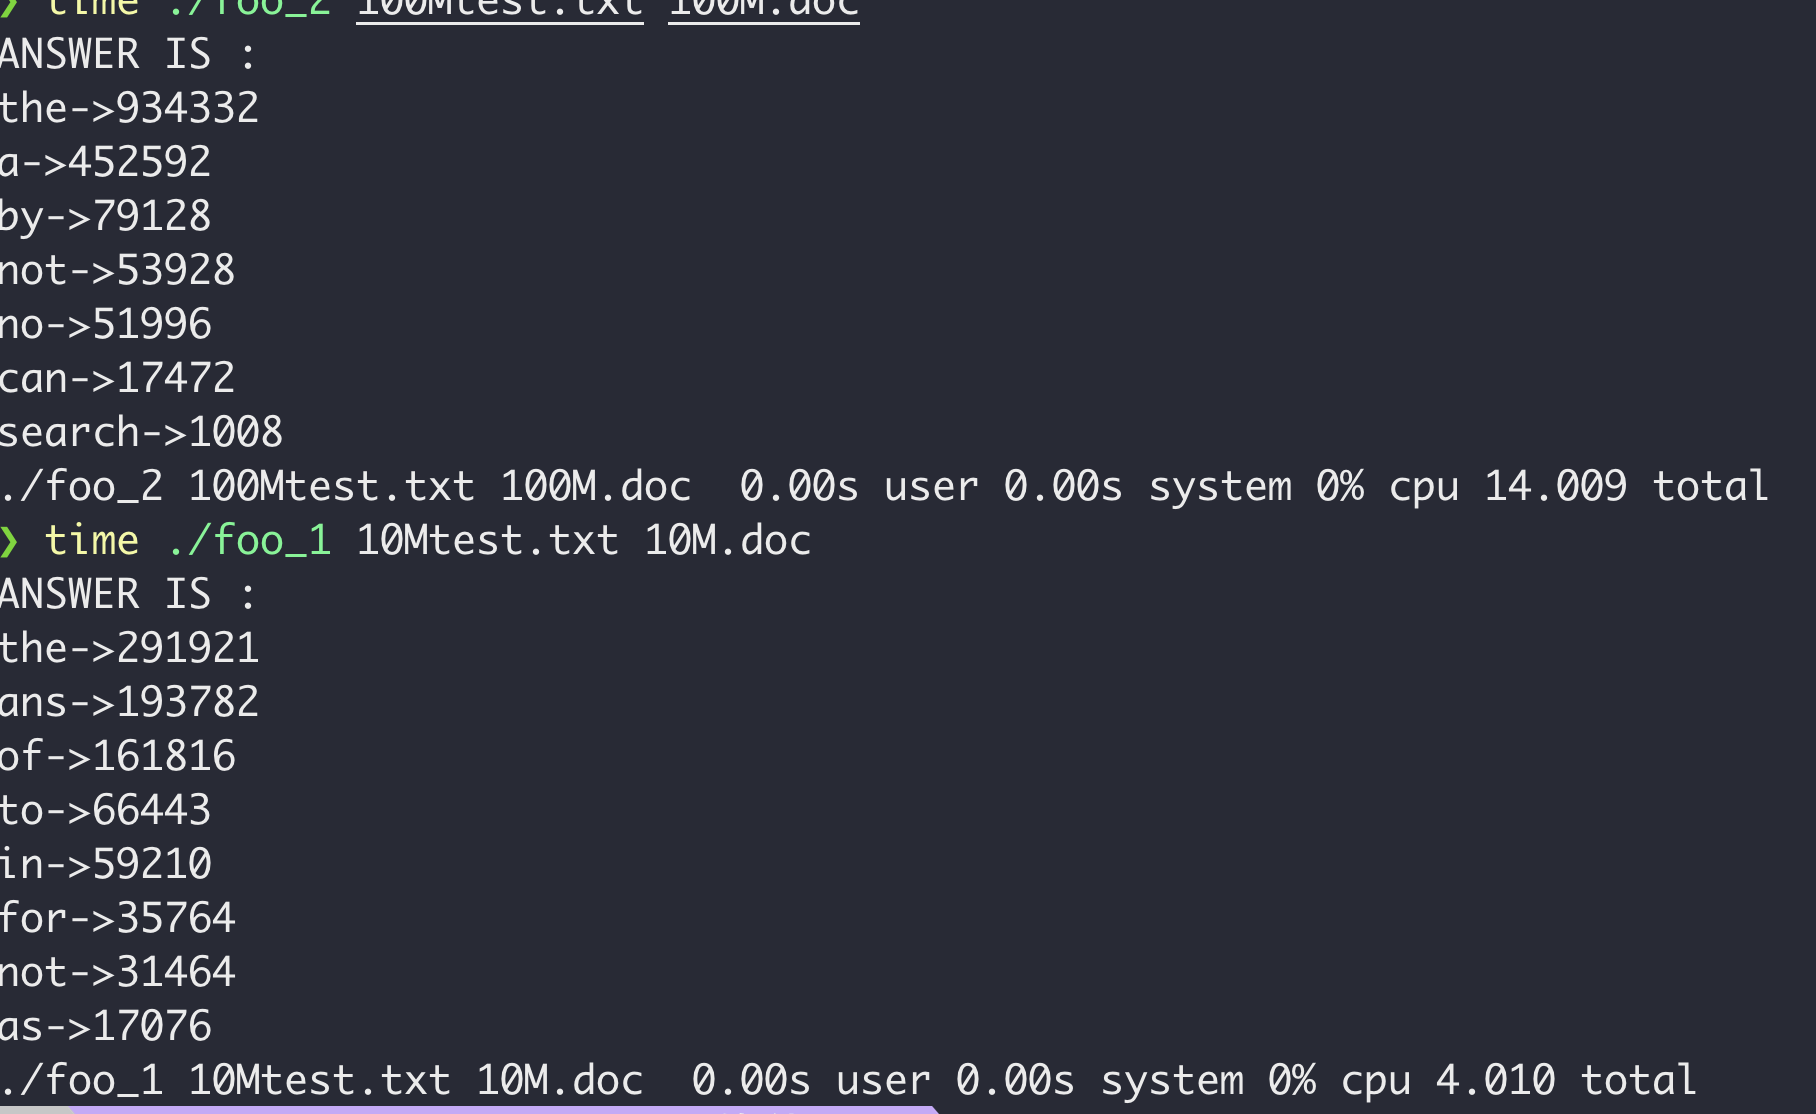 ❯ time ./foo_2 100Mtest.txt 100M.doc
ANSWER IS :
the->934332
a->452592
by->79128
not->53928
no->51996
can->17472
search->1008
./foo_2 100Mtest.txt 100M.doc  0.00s user 0.00s system 0% cpu 14.009 total
❯ time ./foo_1 10Mtest.txt 10M.doc
ANSWER IS :
the->291921
ans->193782
of->161816
to->66443
in->59210
for->35764
not->31464
as->17076
./foo_1 10Mtest.txt 10M.doc  0.00s user 0.00s system 0% cpu 4.010 total